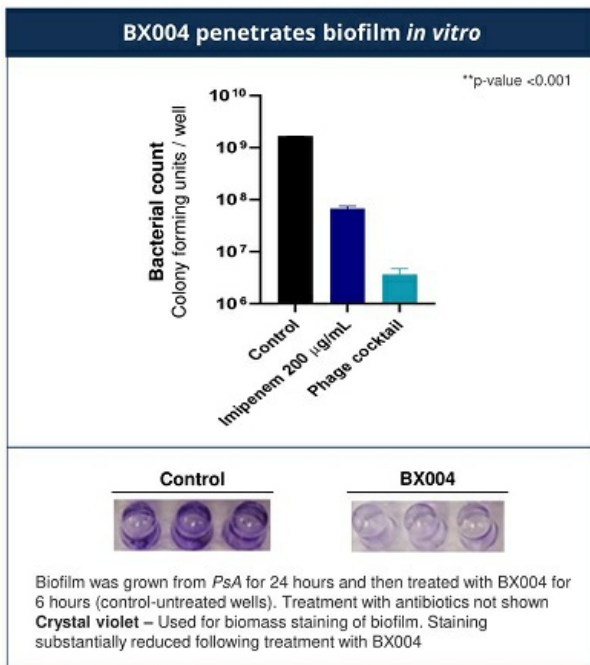 BX004 penetrates biofilm in vitro
**p-value <0.001
Bacterial count
Colony forming units / well
10¹⁰
10⁹
10⁸
10⁷
10⁶
Control
Imipenem 200 μg/mL
Phage cocktail
Control
BX004
Biofilm was grown from PsA for 24 hours and then treated with BX004 for
6 hours (control-untreated wells). Treatment with antibiotics not shown
Crystal violet – Used for biomass staining of biofilm. Staining
substantially reduced following treatment with BX004